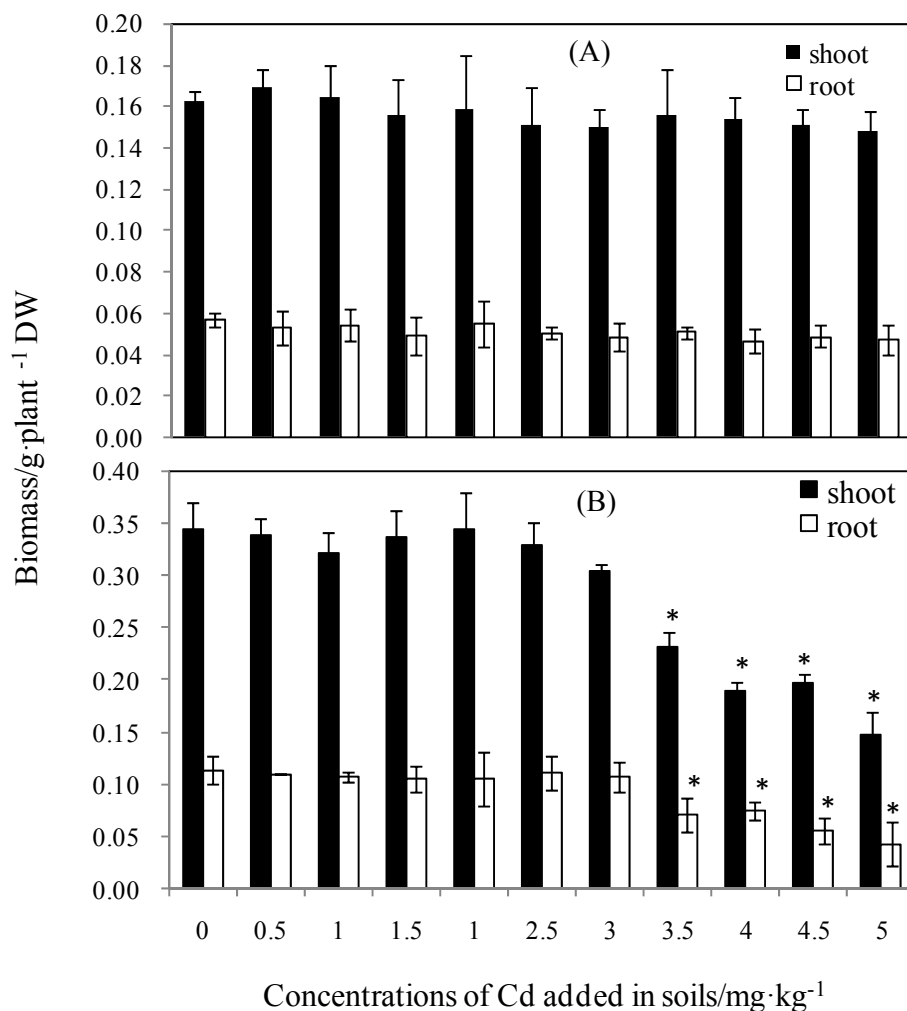 0.20
0.18
0.16
0.14
0.12
0.10
0.08
0.06
0.04
0.02
0.00
(A)
shoot
root
Biomass/g·plant -1 DW
0.40
0.35
0.30
0.25
0.20
0.15
0.10
0.05
0.00
(B)
shoot
root
* * * *
* * * *
0 0.5 1 1.5 1 2.5 3 3.5 4 4.5 5
Concentrations of Cd added in soils/mg·kg-1